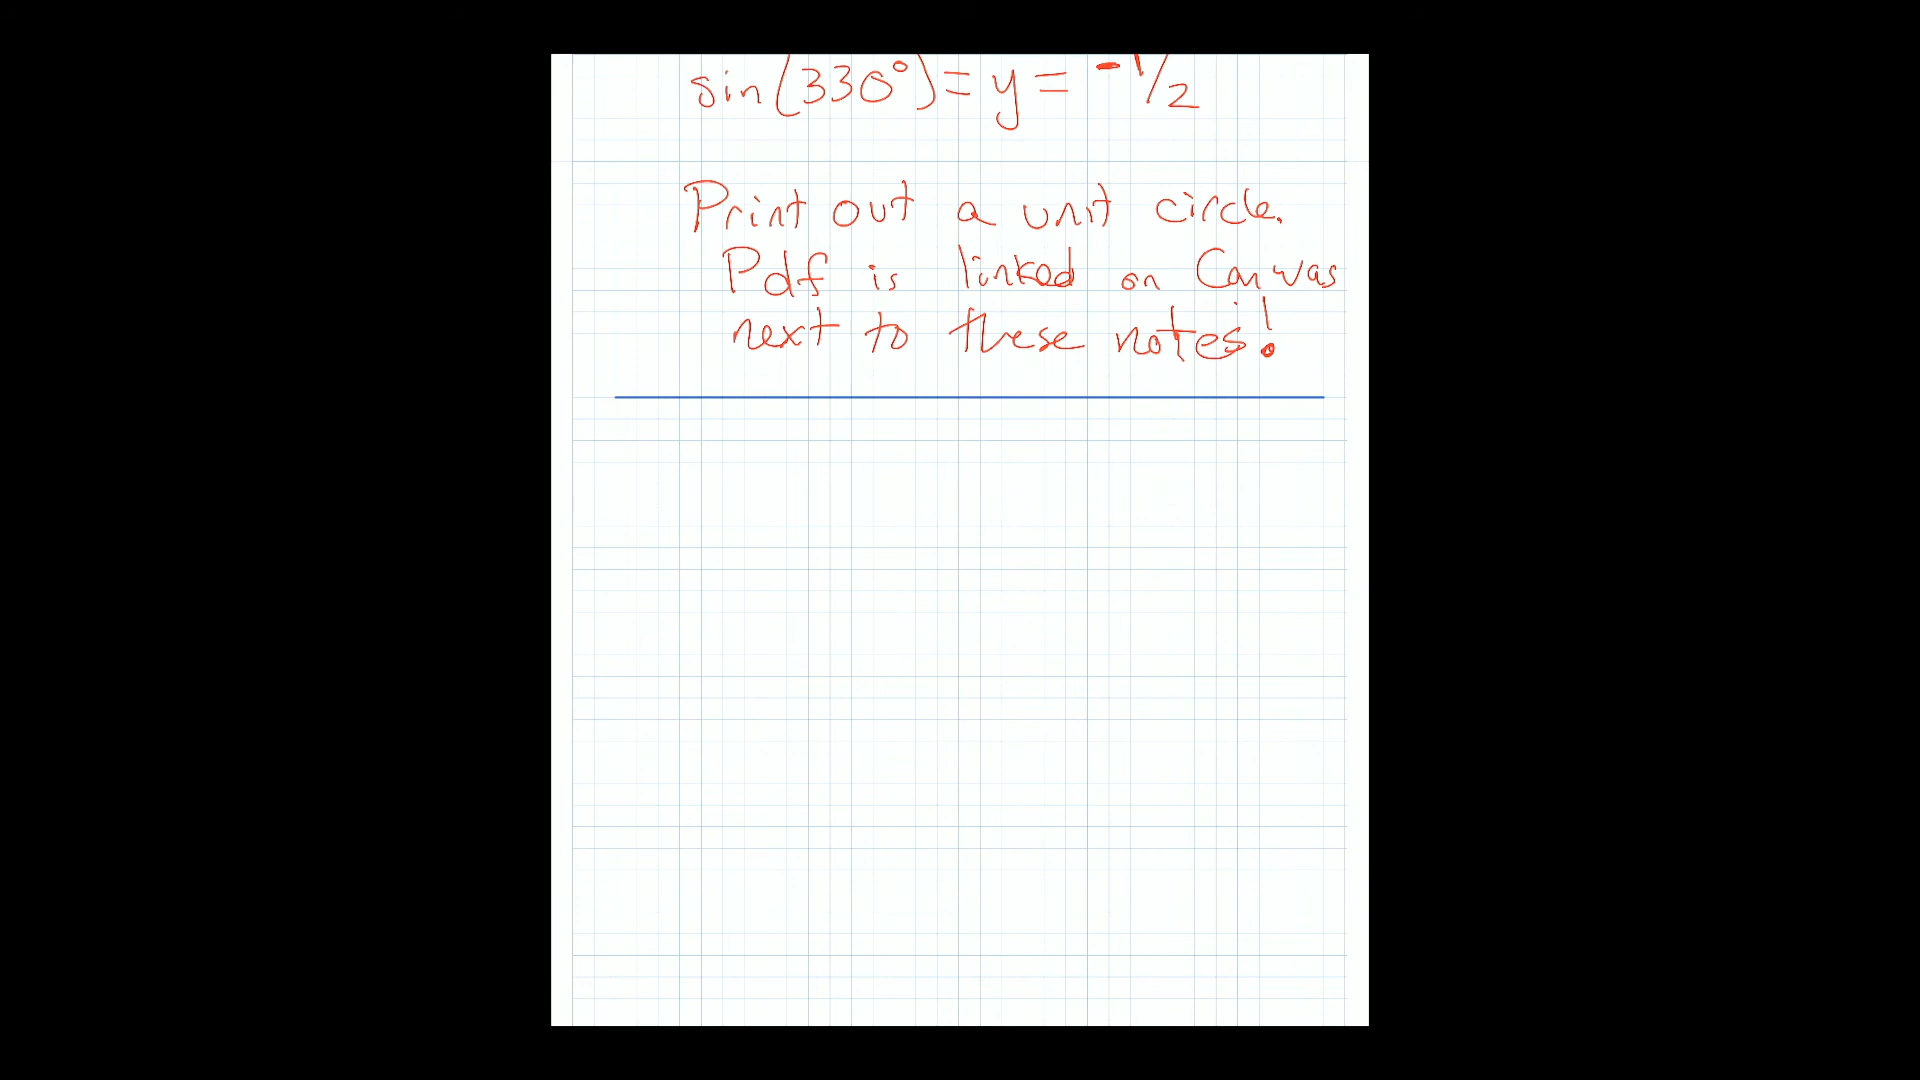 sin(330°) = y = -1/2
Print out a unit circle.
Pdf is linked on Canvas
next to these notes!